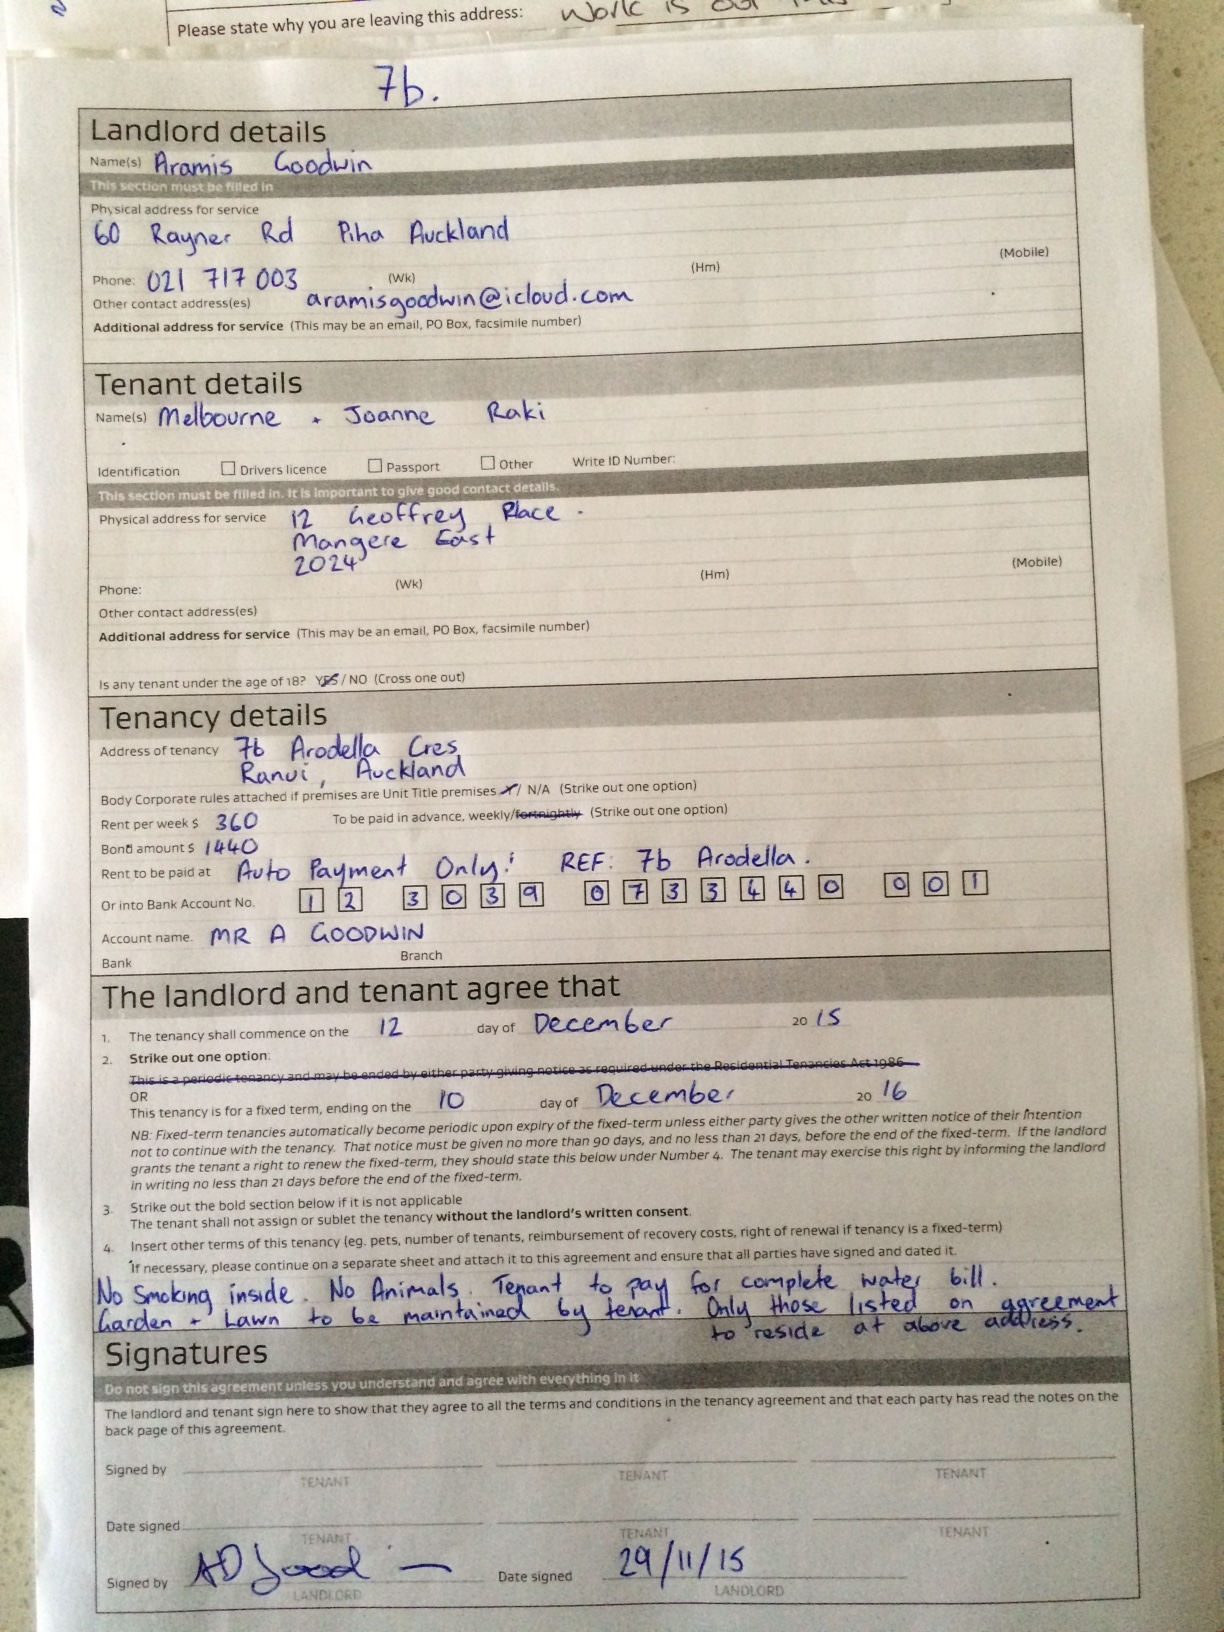 Please state why you are leaving this address: Work is our
7b.
Landlord details
Name(s) Aramis Goodwin
This section must be filled in
Physical address for service
60 Rayner Rd Piha Auckland
Phone: 021 717 003 (Wk) (Hm) (Mobile)
Other contact address(es) aramisgoodwin@icloud.com
Additional address for service (This may be an email, PO Box, facsimile number)
Tenant details
Name(s) Melbourne + Joanne Raki
Identification Drivers licence Passport Other Write ID Number:
This section must be filled in. It is important to give good contact details.
Physical address for service 12 Geoffrey Place.
Mangere East
2024
Phone: (Wk) (Hm) (Mobile)
Other contact address(es)
Additional address for service (This may be an email, PO Box, facsimile number)
Is any tenant under the age of 18? YES / NO (Cross one out)
Tenancy details
Address of tenancy 7b Arodella Cres
Ranui, Auckland
Body Corporate rules attached if premises are Unit Title premises Y/ N/A (Strike out one option)
Rent per week $ 360 To be paid in advance, weekly/fortnightly (Strike out one option)
Bond amount $ 1440
Rent to be paid at Auto Payment Only! REF: 7b Arodella.
Or into Bank Account No. 12 3039 0733440 001
Account name. MR A GOODWIN
Bank Branch
The landlord and tenant agree that
1. The tenancy shall commence on the 12 day of December 2015
2. Strike out one option:
This is a periodic tenancy and may be ended by either party giving notice as required under the Residential Tenancies Act 1986
OR
This tenancy is for a fixed term, ending on the 10 day of December 2016
NB: Fixed-term tenancies automatically become periodic upon expiry of the fixed-term unless either party gives the other written notice of their intention
not to continue with the tenancy. That notice must be given no more than 90 days, and no less than 21 days, before the end of the fixed-term. If the landlord
grants the tenant a right to renew the fixed-term, they should state this below under Number 4. The tenant may exercise this right by informing the landlord
in writing no less than 21 days before the end of the fixed-term.
3. Strike out the bold section below if it is not applicable
The tenant shall not assign or sublet the tenancy without the landlord's written consent.
4. Insert other terms of this tenancy (eg. pets, number of tenants, reimbursement of recovery costs, right of renewal if tenancy is a fixed-term)
If necessary, please continue on a separate sheet and attach it to this agreement and ensure that all parties have signed and dated it.
No Smoking inside. No Animals. Tenant to pay for complete water bill.
Garden + Lawn to be maintained by tenant. Only those listed on agreement
to reside at above address.
Signatures
Do not sign this agreement unless you understand and agree with everything in it
The landlord and tenant sign here to show that they agree to all the terms and conditions in the tenancy agreement and that each party has read the notes on the
back page of this agreement.
Signed by
TENANT TENANT TENANT
Date signed
TENANT TENANT TENANT
Signed by Date signed 29/11/15
LANDLORD LANDLORD